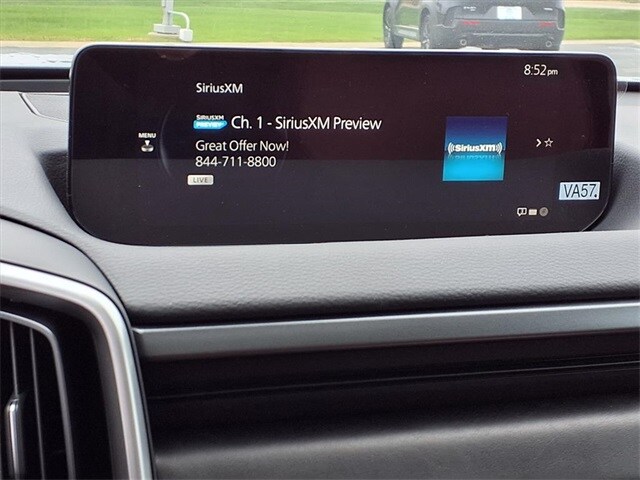 8:52pm
SiriusXM
SIRIUSXM
PREVIEW
Ch. 1 - SiriusXM Preview
MENU
Great Offer Now!
844-711-8800
LIVE
((SiriusXM))
VA57.